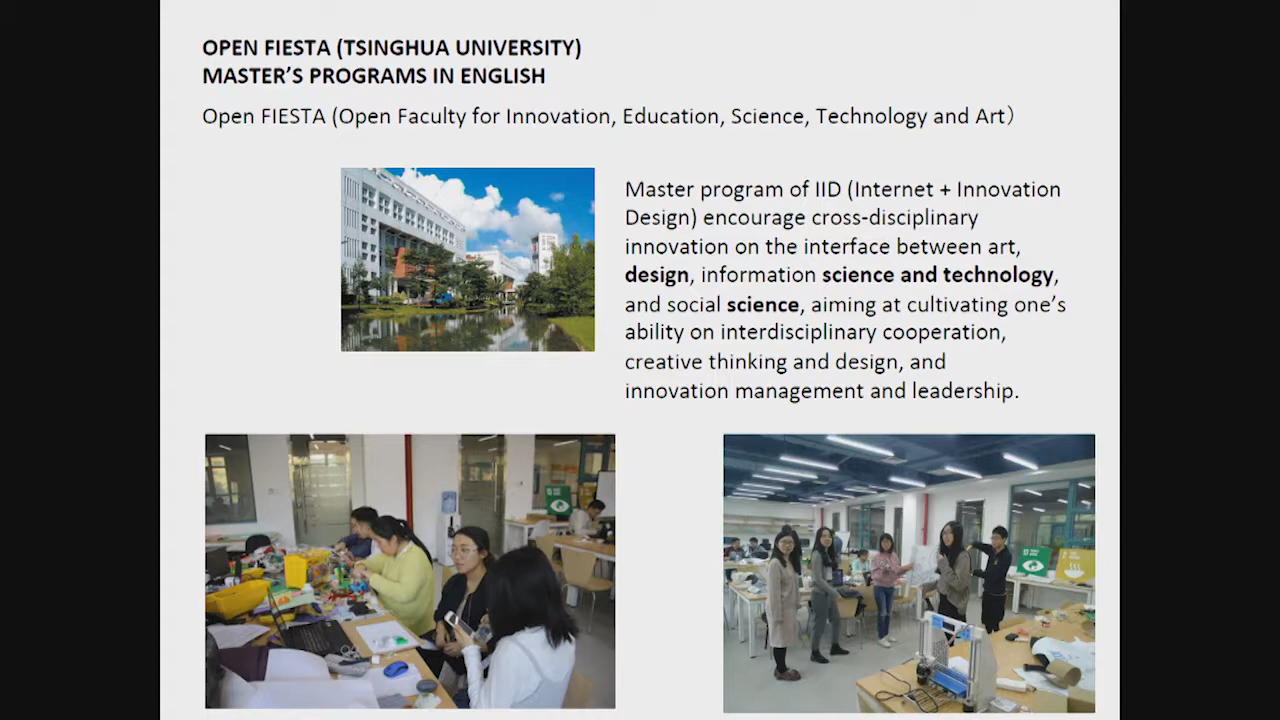 OPEN FIESTA (TSINGHUA UNIVERSITY)
MASTER’S PROGRAMS IN ENGLISH
Open FIESTA (Open Faculty for Innovation, Education, Science, Technology and Art）
Master program of IID (Internet + Innovation
Design) encourage cross-disciplinary
innovation on the interface between art,
design, information science and technology,
and social science, aiming at cultivating one’s
ability on interdisciplinary cooperation,
creative thinking and design, and
innovation management and leadership.